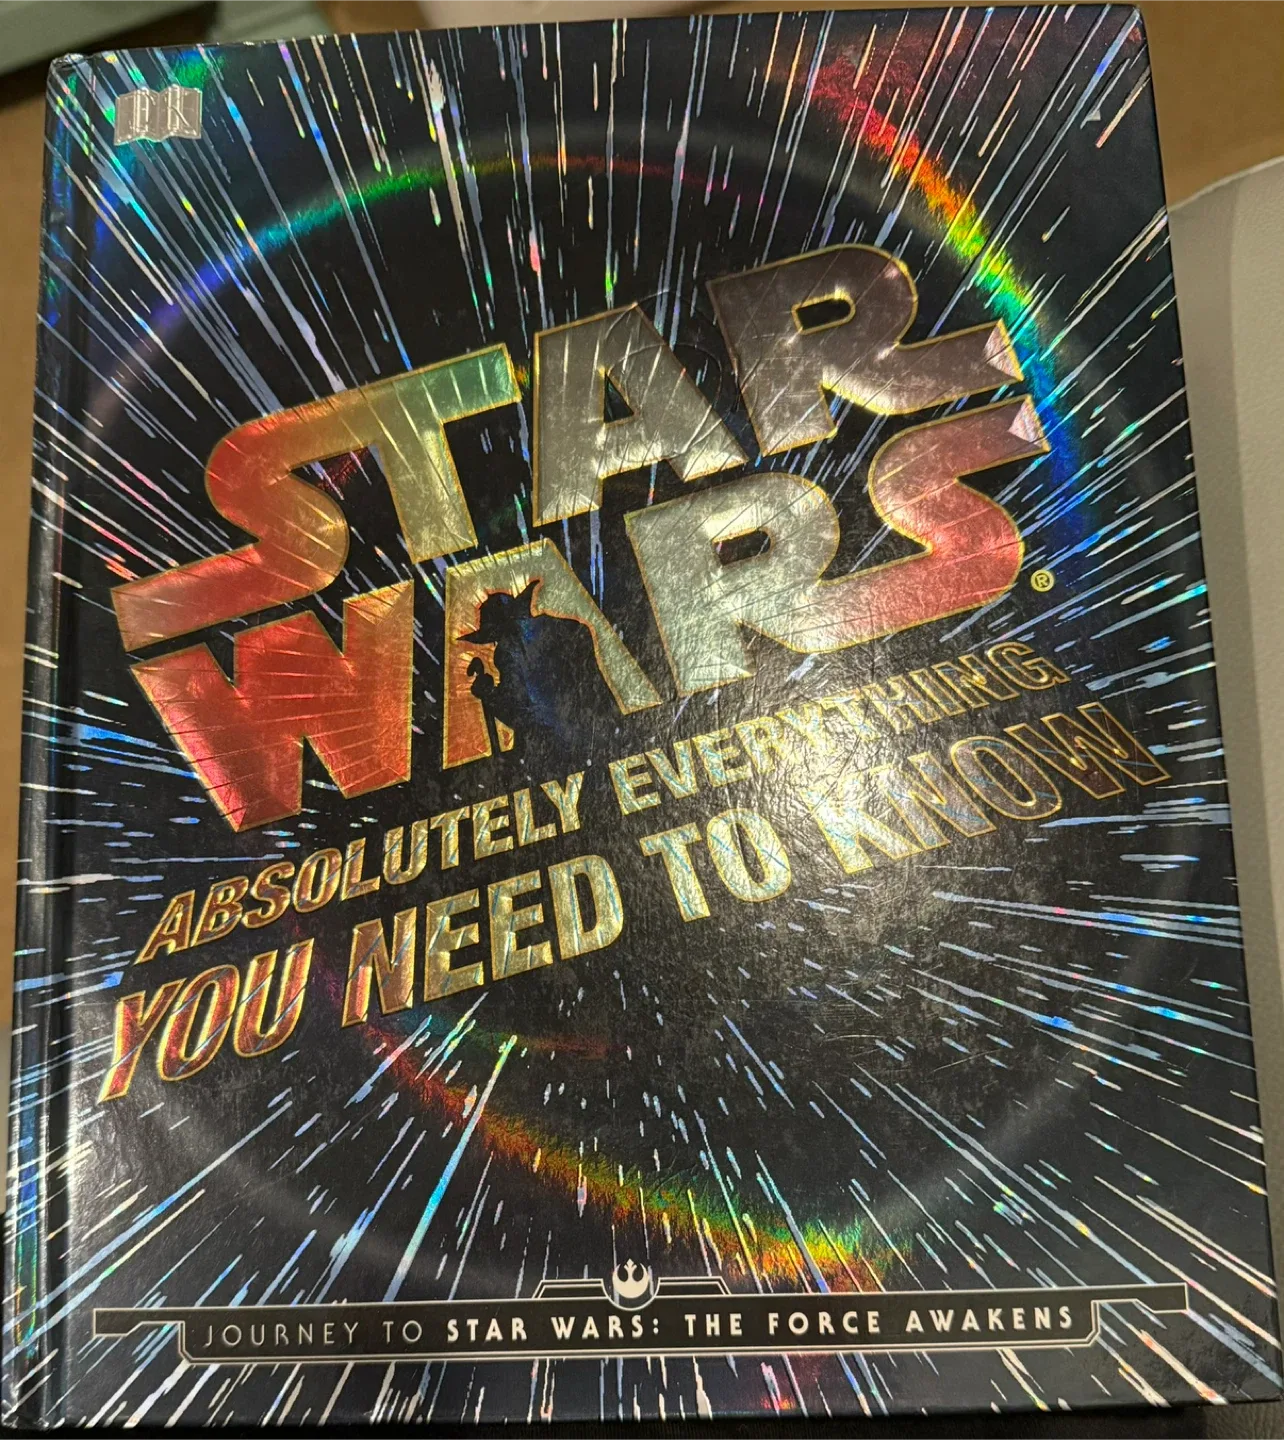 DK
STAR
WARS®
ABSOLUTELY EVERYTHING
YOU NEED TO KNOW
JOURNEY TO STAR WARS: THE FORCE AWAKENS